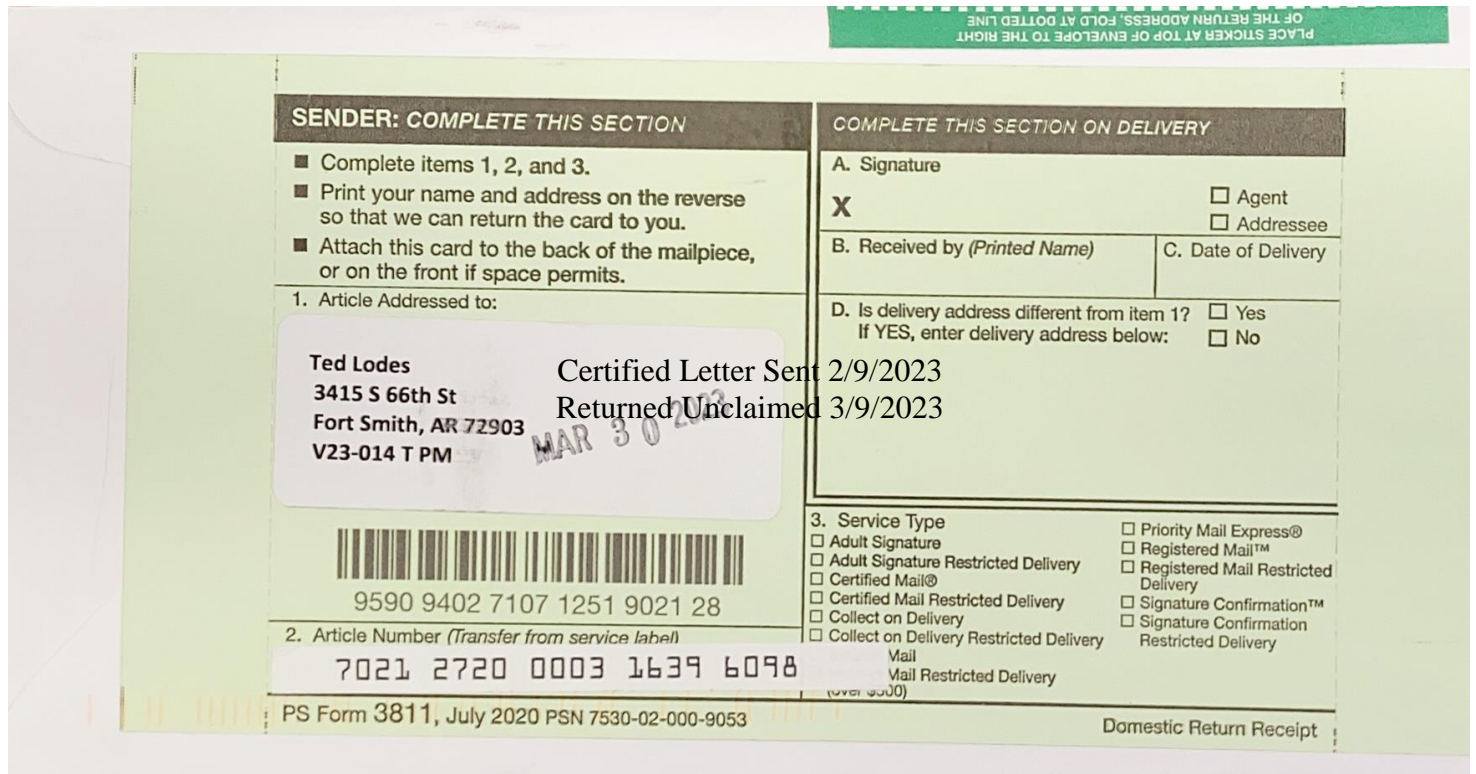 PLACE STICKER AT TOP OF ENVELOPE TO THE RIGHT
OF THE RETURN ADDRESS, FOLD AT DOTTED LINE
SENDER: COMPLETE THIS SECTION
■ Complete items 1, 2, and 3.
■ Print your name and address on the reverse
so that we can return the card to you.
■ Attach this card to the back of the mailpiece,
or on the front if space permits.
1. Article Addressed to:
Ted Lodes
3415 S 66th St
Fort Smith, AR 72903
V23-014 T PM
Certified Letter Sent 2/9/2023
Returned Unclaimed 3/9/2023
MAR 30 2023
9590 9402 7107 1251 9021 28
2. Article Number (Transfer from service label)
7021 2720 0003 1639 6098
COMPLETE THIS SECTION ON DELIVERY
A. Signature
X
□ Agent
□ Addressee
B. Received by (Printed Name)
C. Date of Delivery
D. Is delivery address different from item 1? □ Yes
If YES, enter delivery address below: □ No
3. Service Type
□ Adult Signature
□ Adult Signature Restricted Delivery
□ Certified Mail®
□ Certified Mail Restricted Delivery
□ Collect on Delivery
□ Collect on Delivery Restricted Delivery
Mail
Mail Restricted Delivery
(over $500)
□ Priority Mail Express®
□ Registered Mail™
□ Registered Mail Restricted
Delivery
□ Signature Confirmation™
□ Signature Confirmation
Restricted Delivery
PS Form 3811, July 2020 PSN 7530-02-000-9053
Domestic Return Receipt